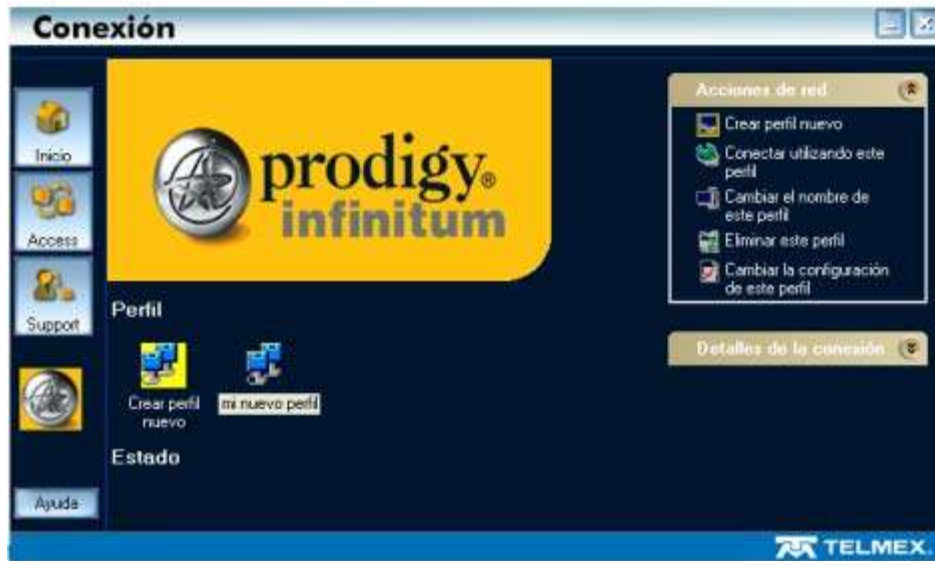 Conexión
Inicio
Access
Support
Ayuda
prodigy®
infinitum
Perfil
Crear perfil
nuevo
mi nuevo perfil
Estado
Acciones de red
Crear perfil nuevo
Conectar utilizando este
perfil
Cambiar el nombre de
este perfil
Eliminar este perfil
Cambiar la configuración
de este perfil
Detalles de la conexión
TELMEX.